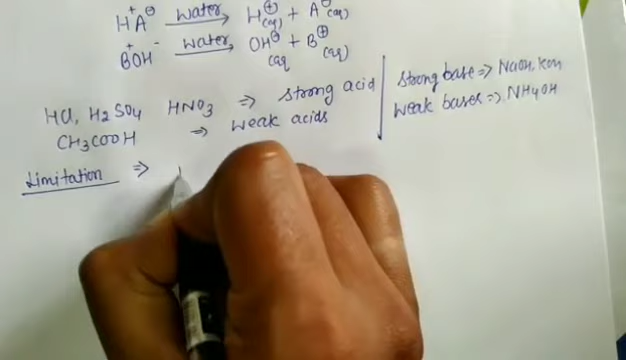 H⁺A⁻ —water→ H⁺(aq) + A⁻(aq)
B⁺OH⁻ —water→ OH⁻(aq + B⁺(aq)
HCl, H2SO4 HNO3 ⇒ strong acid
CH3COOH ⇒ weak acids
strong base ⇒ NaOH, KOH
weak bases ⇒ NH4OH
Limitation ⇒